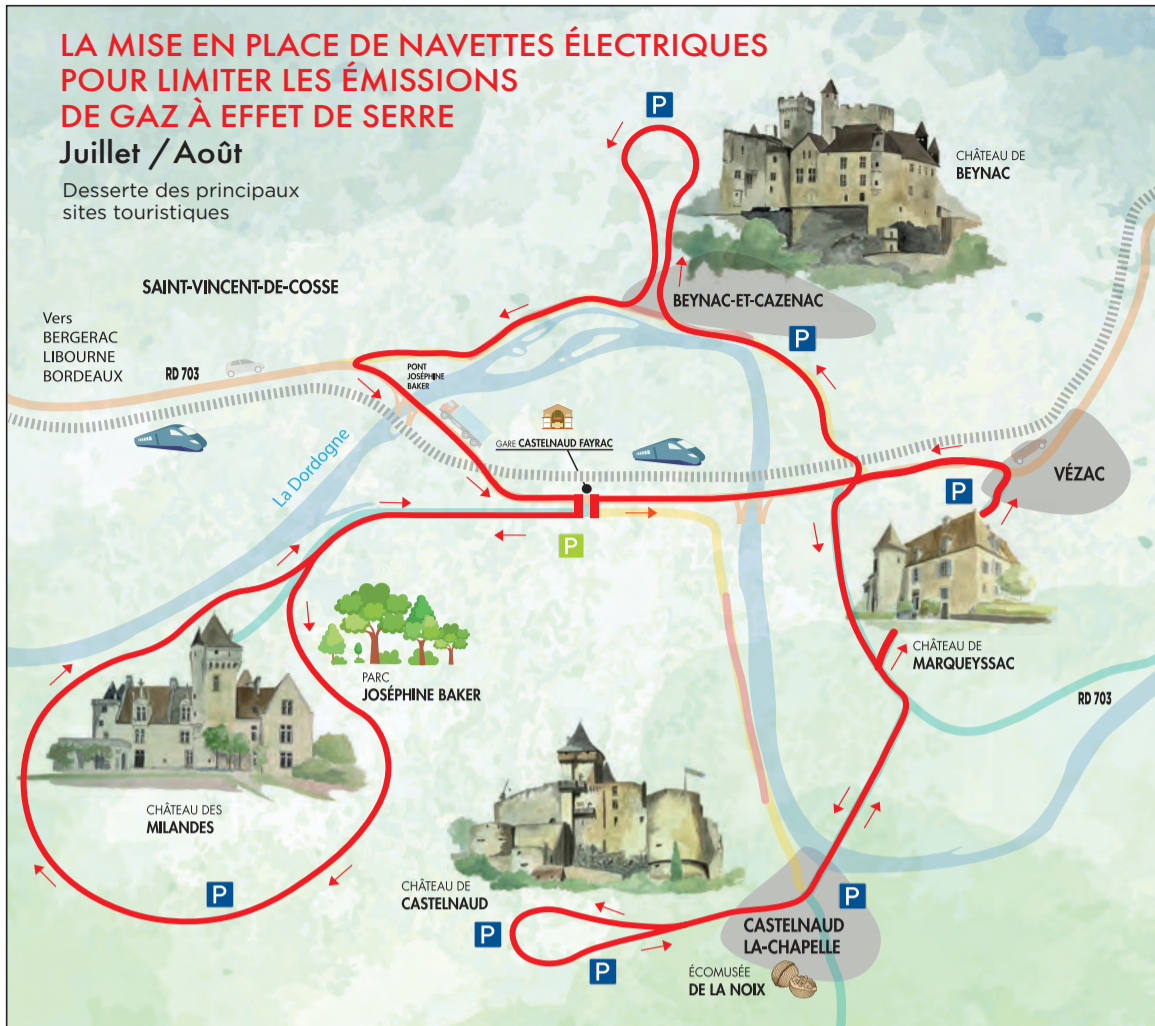 LA MISE EN PLACE DE NAVETTES ÉLECTRIQUES
POUR LIMITER LES ÉMISSIONS
DE GAZ À EFFET DE SERRE
Juillet / Août
Desserte des principaux
sites touristiques
P
CHÂTEAU DE
BEYNAC
SAINT-VINCENT-DE-COSSE
BEYNAC-ET-CAZENAC
Vers
BERGERAC
LIBOURNE
BORDEAUX
RD 703
P
PONT
JOSÉPHINE
BAKER
GARE CASTELNAUD FAYRAC
La Dordogne
VÉZAC
P
P
CHÂTEAU DE
MARQUEYSSAC
PARC
JOSÉPHINE BAKER
RD 703
CHÂTEAU DES
MILANDES
P
CHÂTEAU DE
CASTELNAUD
P
P
P
CASTELNAUD
LA-CHAPELLE
ÉCOMUSÉE
DE LA NOIX